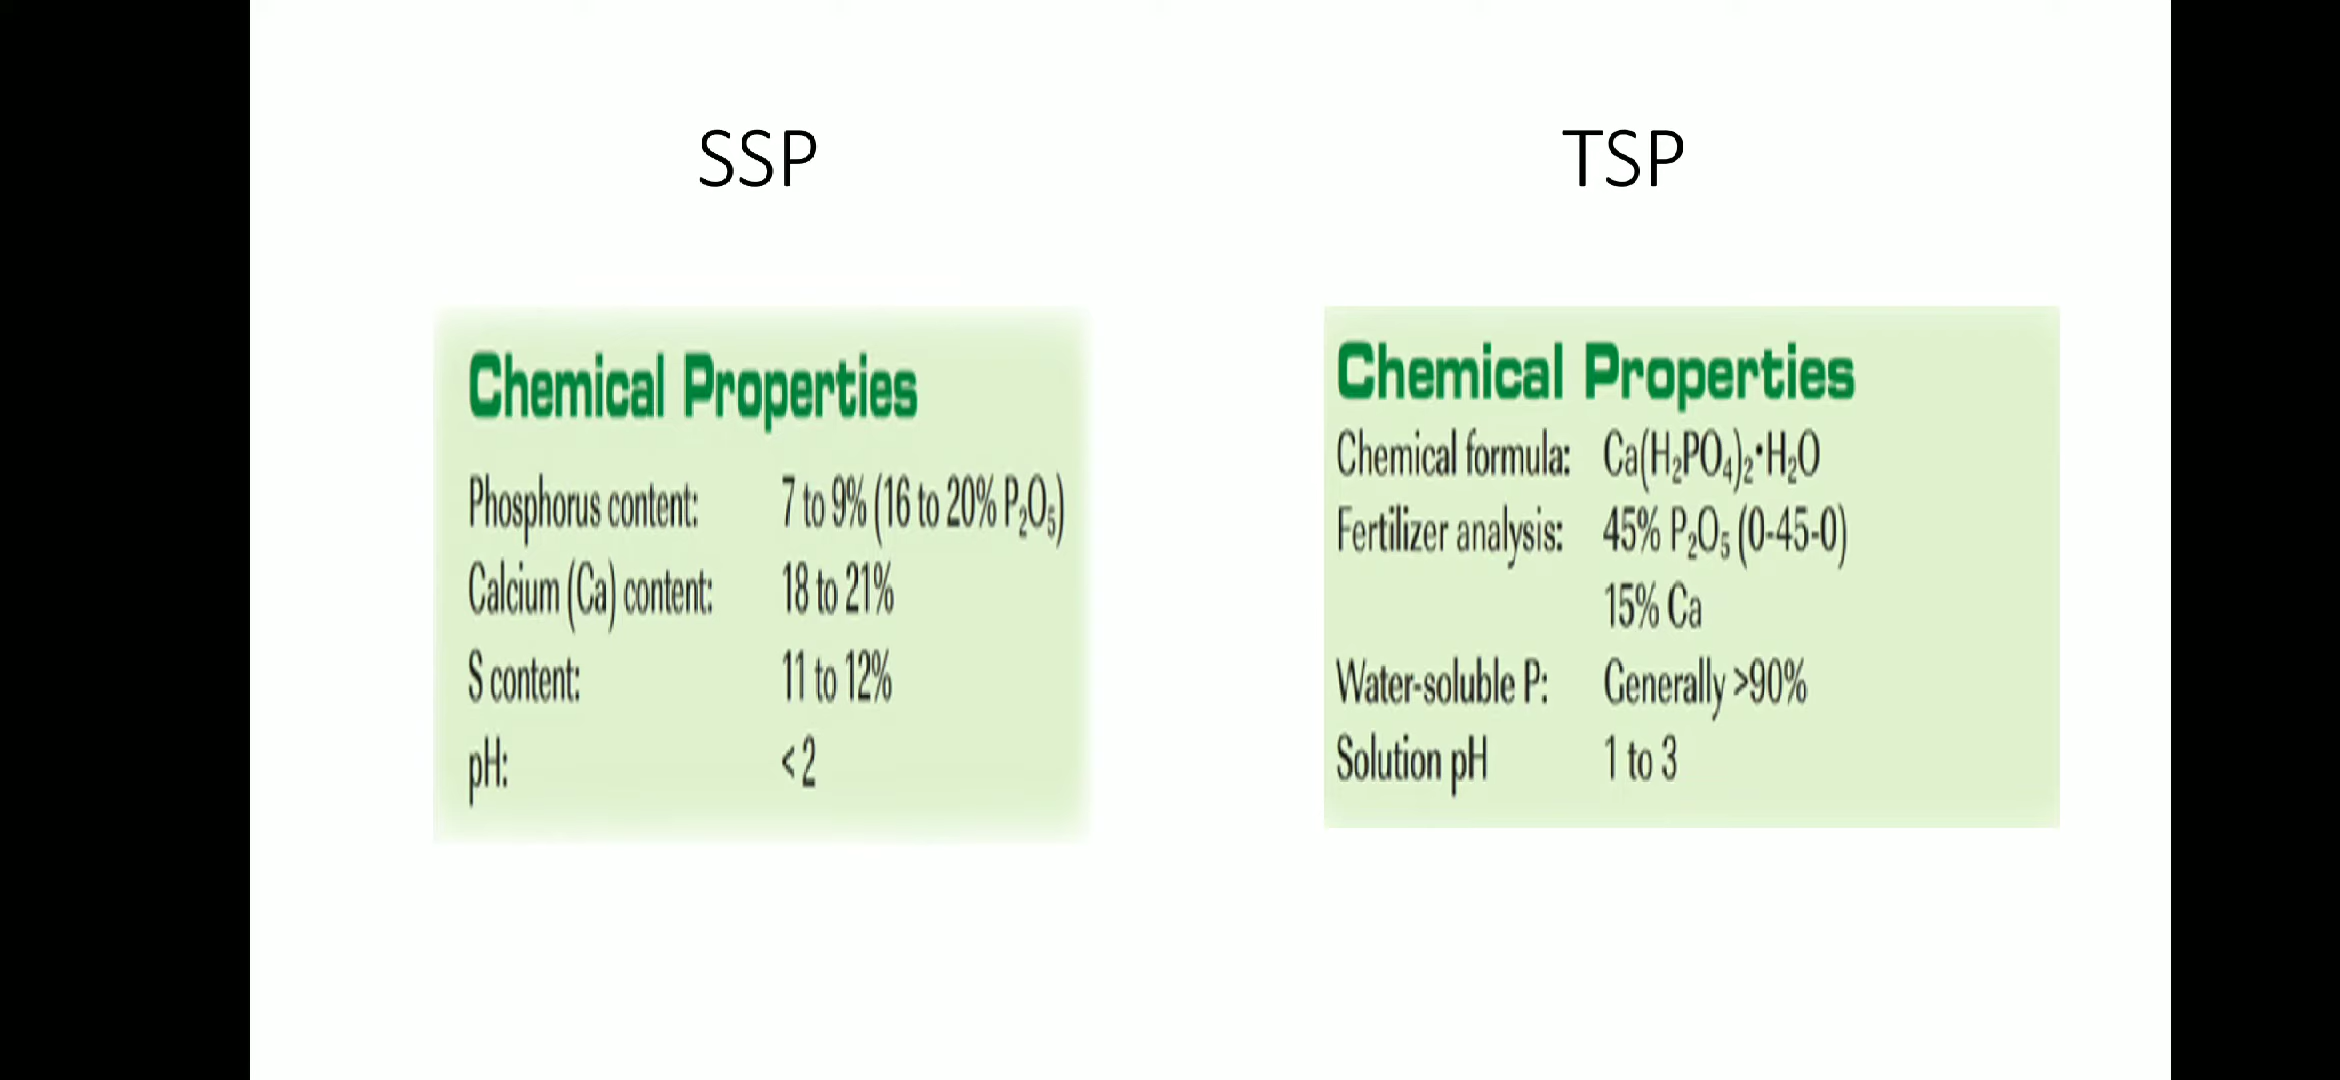 SSP
Chemical Properties
Phosphorus content: 7 to 9% (16 to 20% P₂O₅)
Calcium (Ca) content: 18 to 21%
S content: 11 to 12%
pH: < 2
TSP
Chemical Properties
Chemical formula: Ca(H₂PO₄)₂•H₂O
Fertilizer analysis: 45% P₂O₅ (0-45-0)
15% Ca
Water-soluble P: Generally >90%
Solution pH 1 to 3